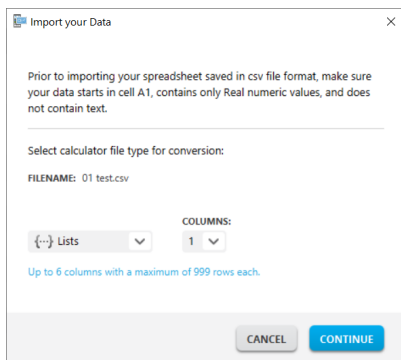 Import your Data
Prior to importing your spreadsheet saved in csv file format, make sure
your data starts in cell A1, contains only Real numeric values, and does
not contain text.
Select calculator file type for conversion:
FILENAME: 01 test.csv
COLUMNS:
{···} Lists 1
Up to 6 columns with a maximum of 999 rows each.
CANCEL CONTINUE